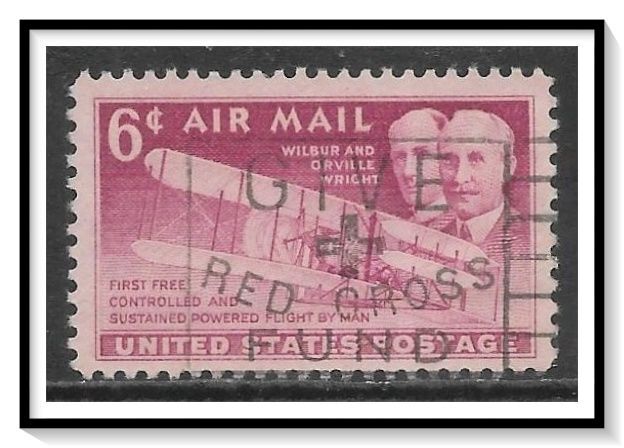 6¢ AIR MAIL
WILBUR AND
ORVILLE
WRIGHT
GIVE
RED CROSS
FUND
FIRST FREE
CONTROLLED AND
SUSTAINED POWERED FLIGHT BY MAN
UNITED STATES POSTAGE